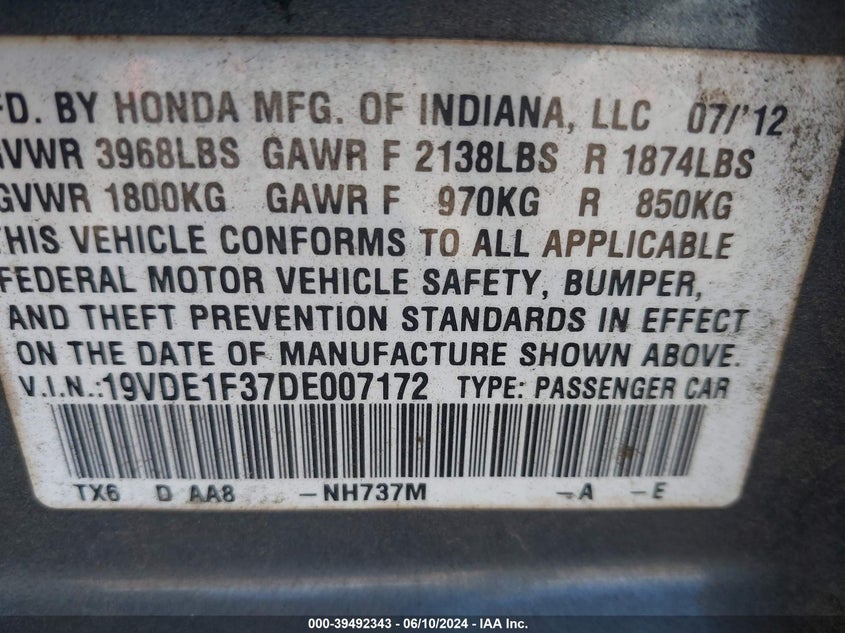 FD. BY HONDA MFG. OF INDIANA, LLC 07/'12
GVWR 3968LBS GAWR F 2138LBS R 1874LBS
GVWR 1800KG GAWR F 970KG R 850KG
THIS VEHICLE CONFORMS TO ALL APPLICABLE
FEDERAL MOTOR VEHICLE SAFETY, BUMPER,
AND THEFT PREVENTION STANDARDS IN EFFECT
ON THE DATE OF MANUFACTURE SHOWN ABOVE.
V.I.N.:19VDE1F37DE007172 TYPE: PASSENGER CAR
TX6 D AA8 -NH737M -A -E
000-39492343 - 06/10/2024 - IAA Inc.